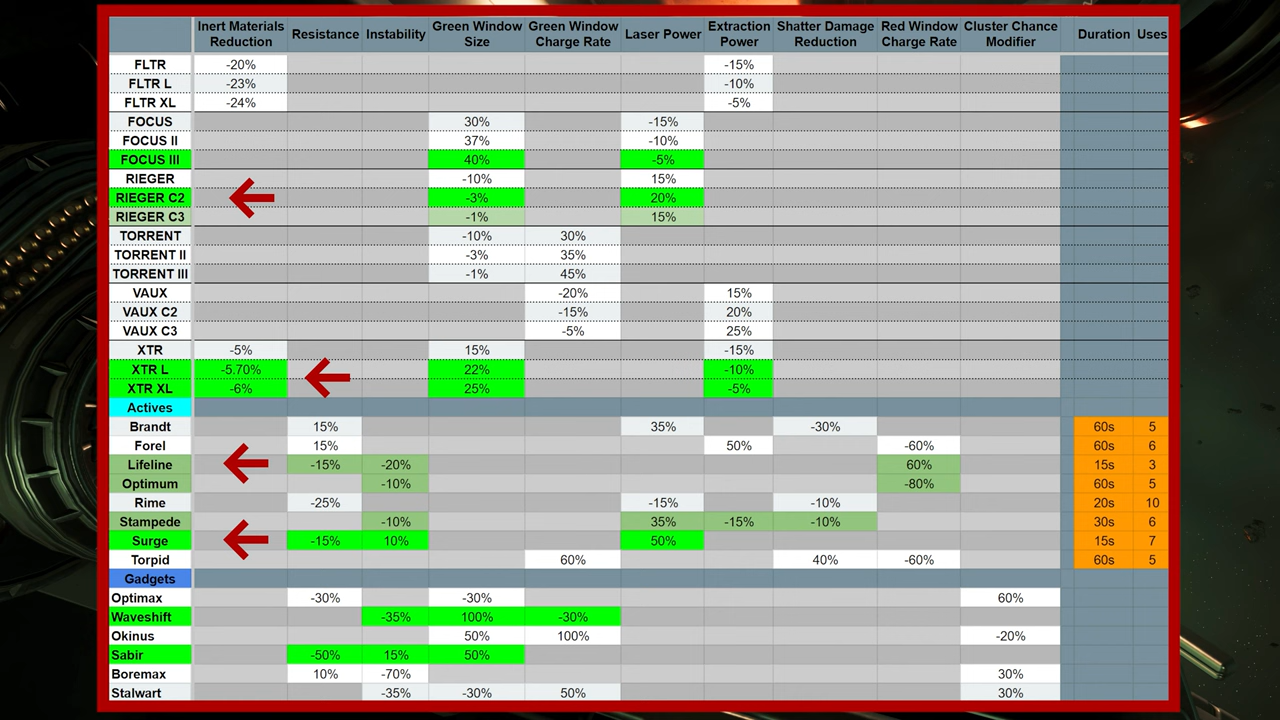 Inert Materials Reduction Resistance Instability Green Window Size Green Window Charge Rate Laser Power Extraction Power Shatter Damage Reduction Red Window Charge Rate Cluster Chance Modifier Duration Uses
FLTR -20% -15%
FLTR L -23% -10%
FLTR XL -24% -5%
FOCUS 30% -15%
FOCUS II 37% -10%
FOCUS III 40% -5%
RIEGER -10% 15%
RIEGER C2 -3% 20%
RIEGER C3 -1% 15%
TORRENT -10% 30%
TORRENT II -3% 35%
TORRENT III -1% 45%
VAUX -20% 15%
VAUX C2 -15% 20%
VAUX C3 -5% 25%
XTR -5% 15% -15%
XTR L -5.70% 22% -10%
XTR XL -6% 25% -5%
Actives
Brandt 15% 35% -30% 60s 5
Forel 15% 50% -60% 60s 6
Lifeline -15% -20% 60% 15s 3
Optimum -10% -80% 60s 5
Rime -25% -15% -10% 20s 10
Stampede -10% 35% -15% -10% 30s 6
Surge -15% 10% 50% 15s 7
Torpid 60% 40% -60% 60s 5
Gadgets
Optimax -30% -30% 60%
Waveshift -35% 100% -30%
Okinus 50% 100% -20%
Sabir -50% 15% 50%
Boremax 10% -70% 30%
Stalwart -35% -30% 50% 30%